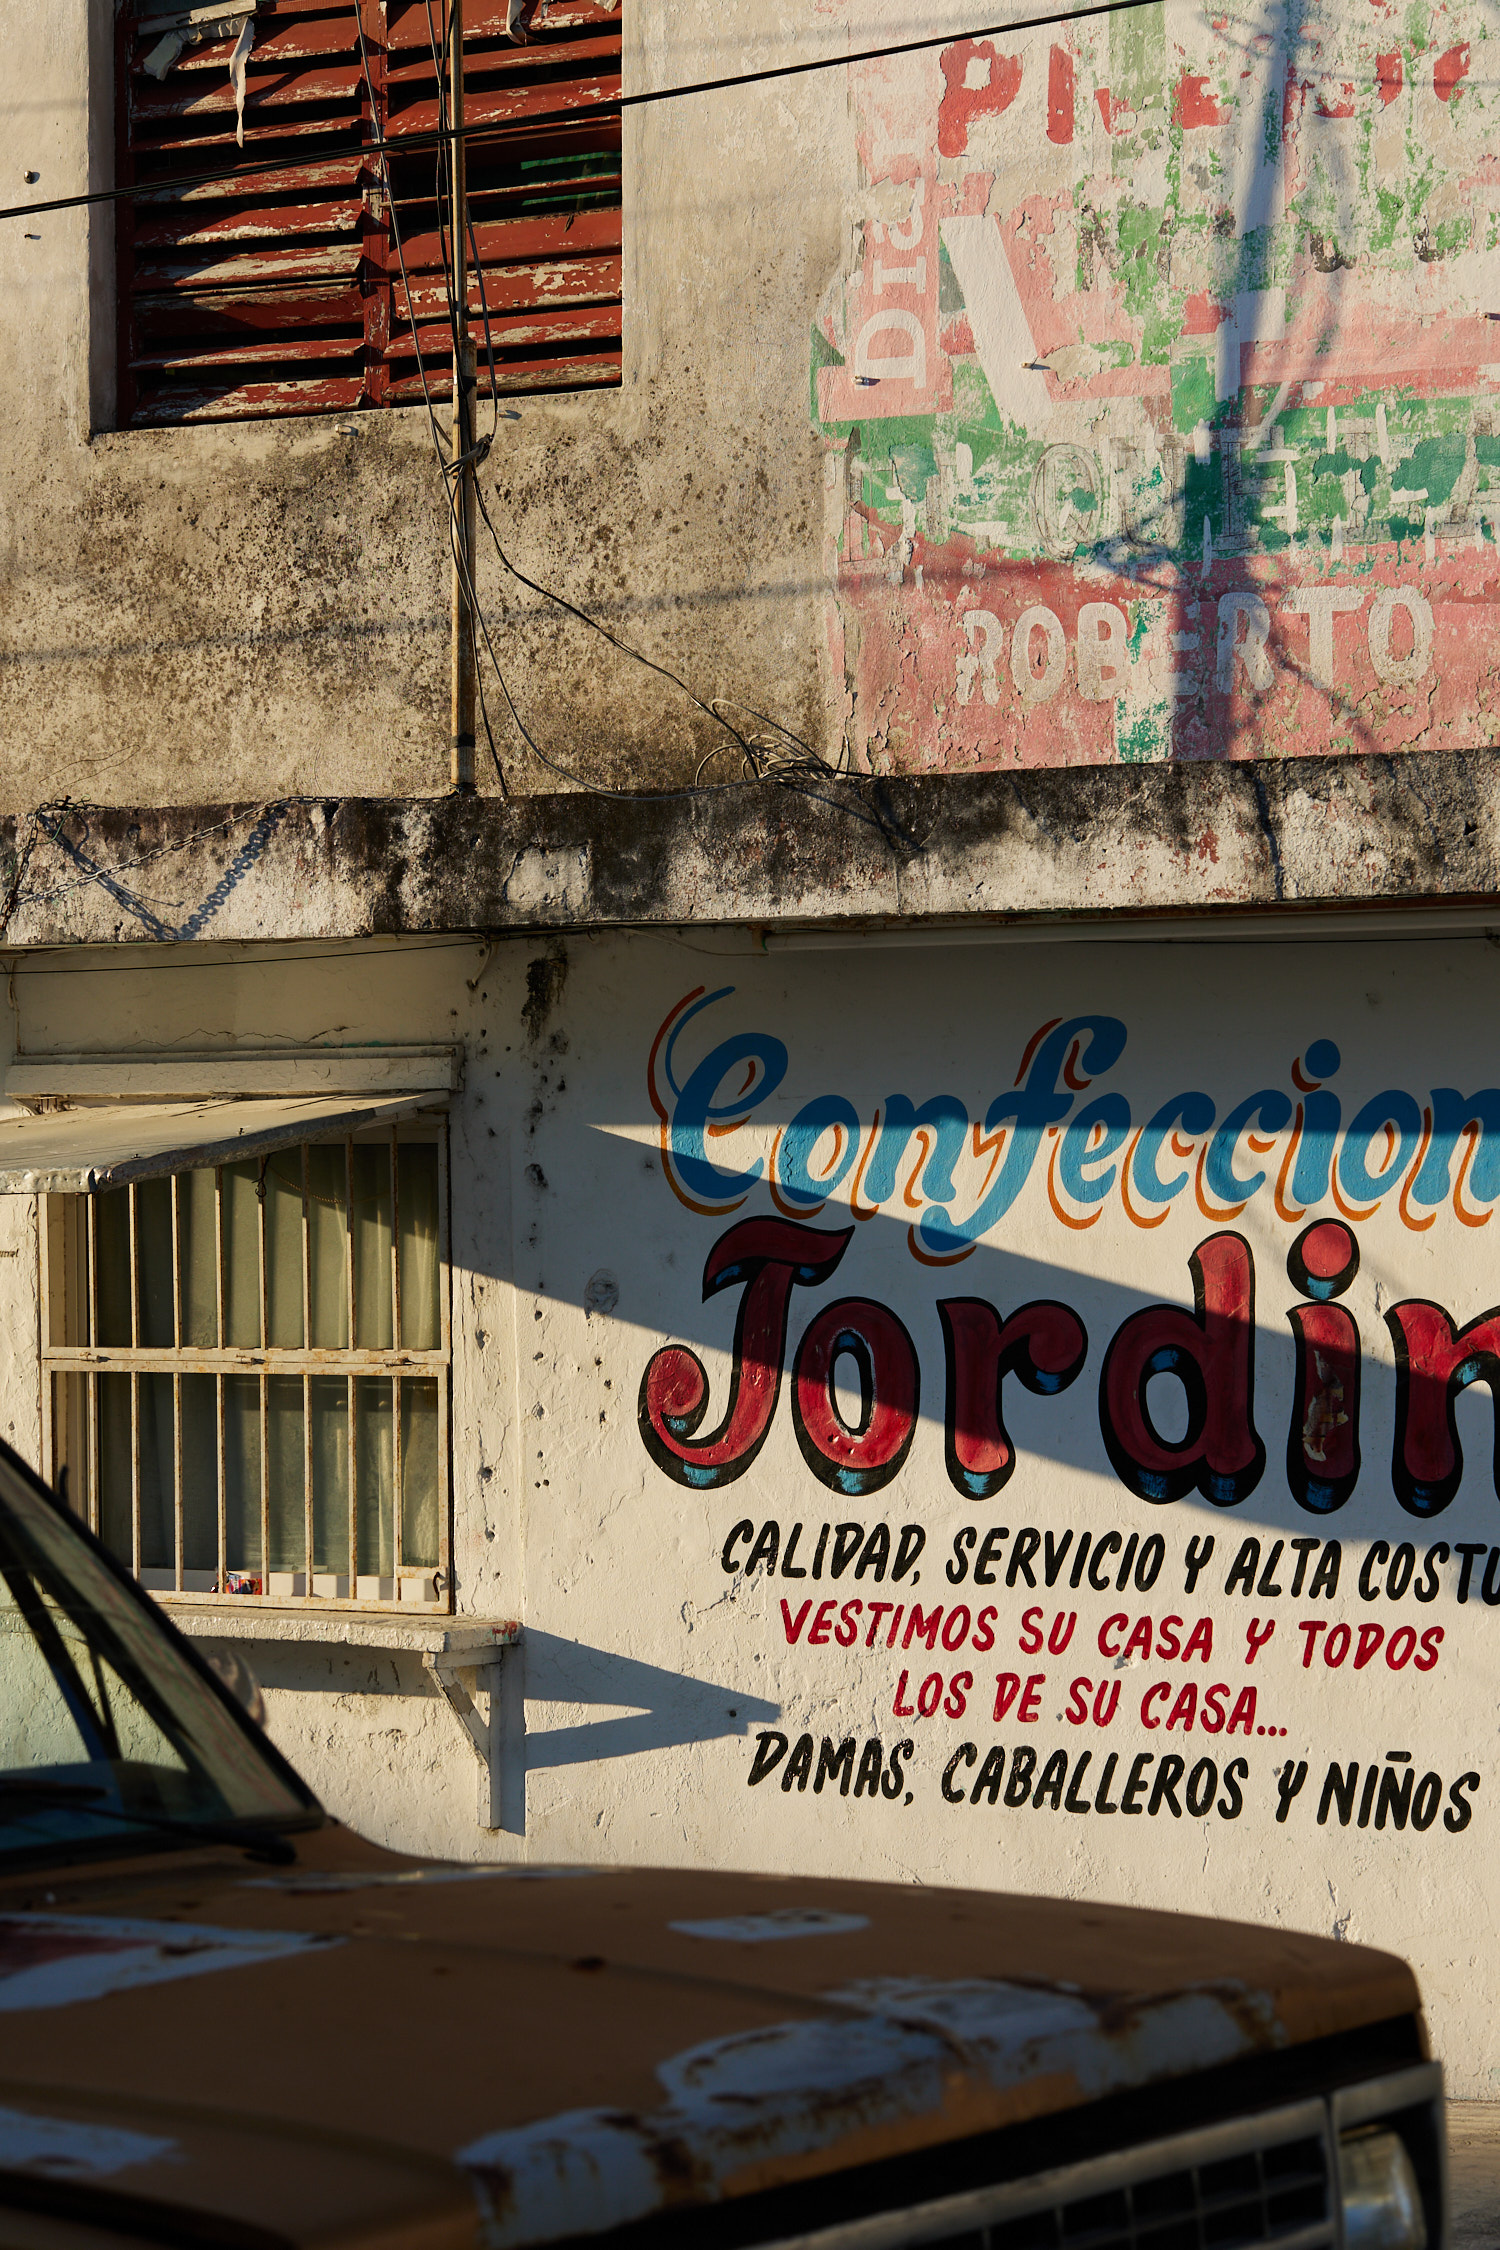 ROBERTO
Confeccion
Jordin
CALIDAD, SERVICIO Y ALTA COSTU
VESTIMOS SU CASA Y TODOS
LOS DE SU CASA...
DAMAS, CABALLEROS Y NIÑOS